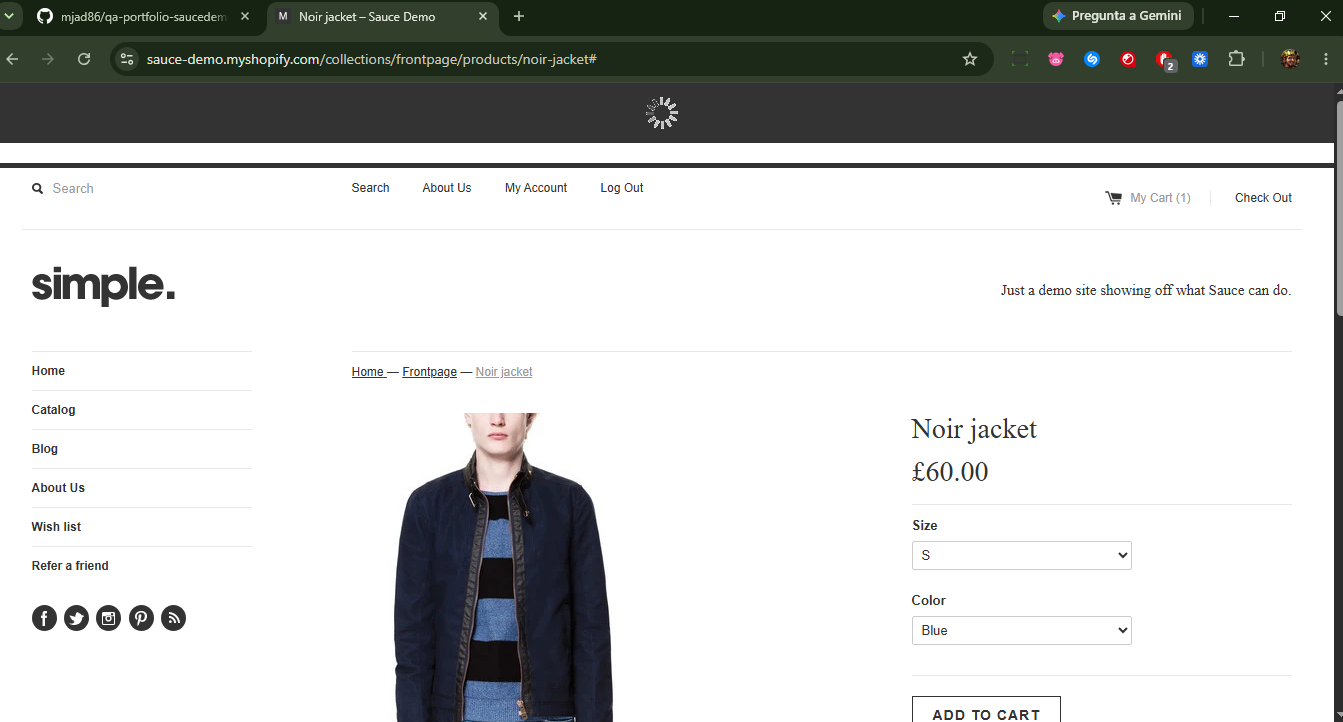 mjad86/qa-portfolio-saucedem
Noir jacket – Sauce Demo
Pregunta a Gemini
sauce-demo.myshopify.com/collections/frontpage/products/noir-jacket#
2
Search
Search
About Us
My Account
Log Out
My Cart (1)
Check Out
simple.
Just a demo site showing off what Sauce can do.
Home
Catalog
Blog
About Us
Wish list
Refer a friend
Home — Frontpage — Noir jacket
Noir jacket
£60.00
Size
S
Color
Blue
ADD TO CART